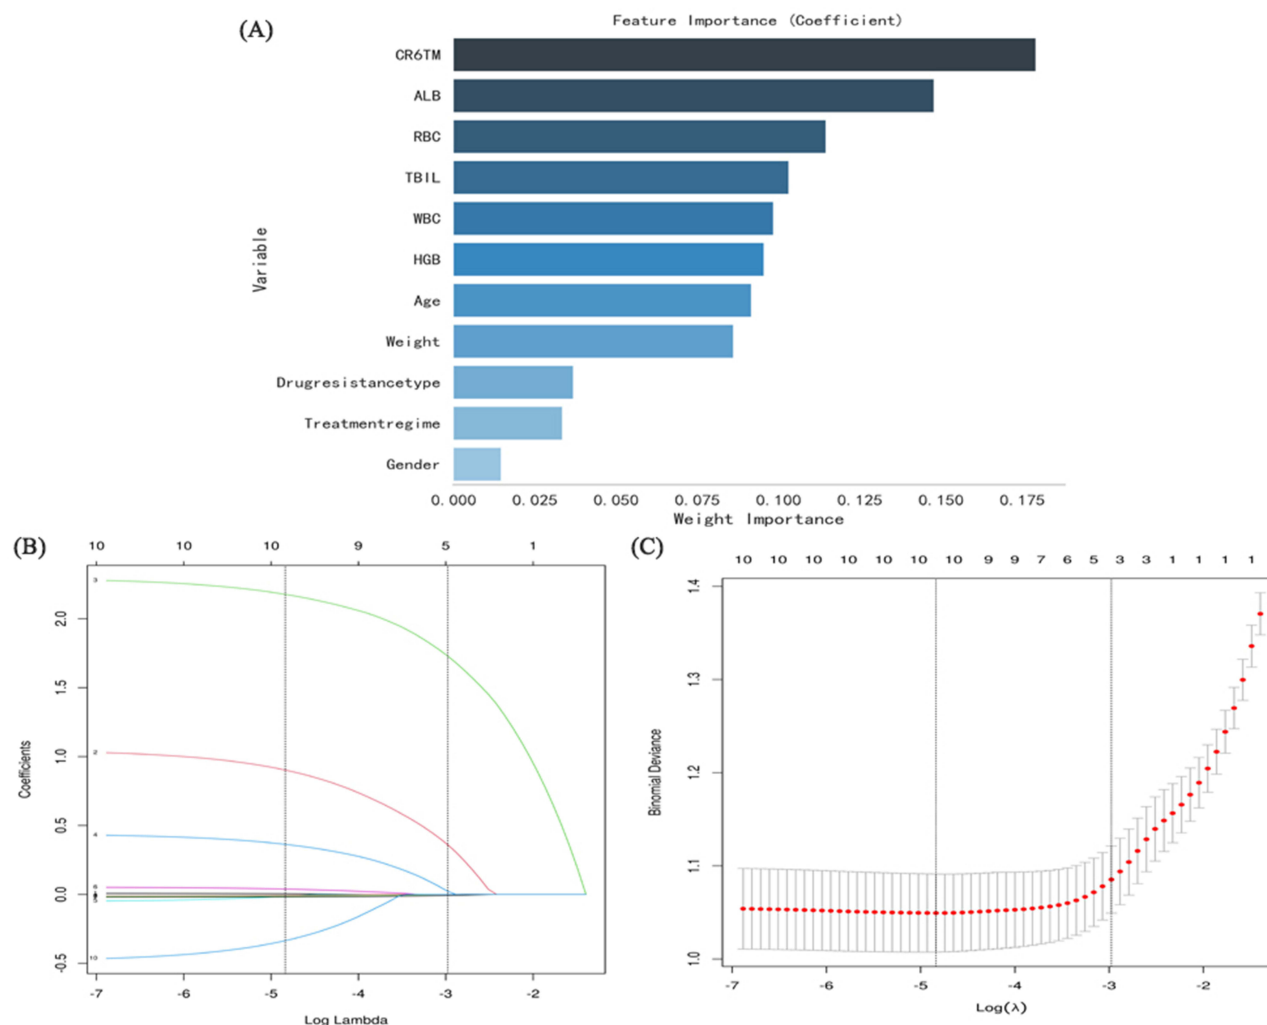 (A)
Feature Importance (Coefficient)
Variable
CR6TM
ALB
RBC
TBIL
WBC
HGB
Age
Weight
Drugresistancetype
Treatmentregime
Gender
0.000 0.025 0.050 0.075 0.100 0.125 0.150 0.175
Weight Importance
(B)
10 10 10 9 5 1
Coefficients
2.0
1.5
1.0
0.5
0.0
-0.5
3
2
4
6
10
-7 -6 -5 -4 -3 -2
Log Lambda
(C)
10 10 10 10 10 10 9 9 7 6 5 3 3 1 1 1 1
Binomial Deviance
1.4
1.3
1.2
1.1
1.0
-7 -6 -5 -4 -3 -2
Log(λ)